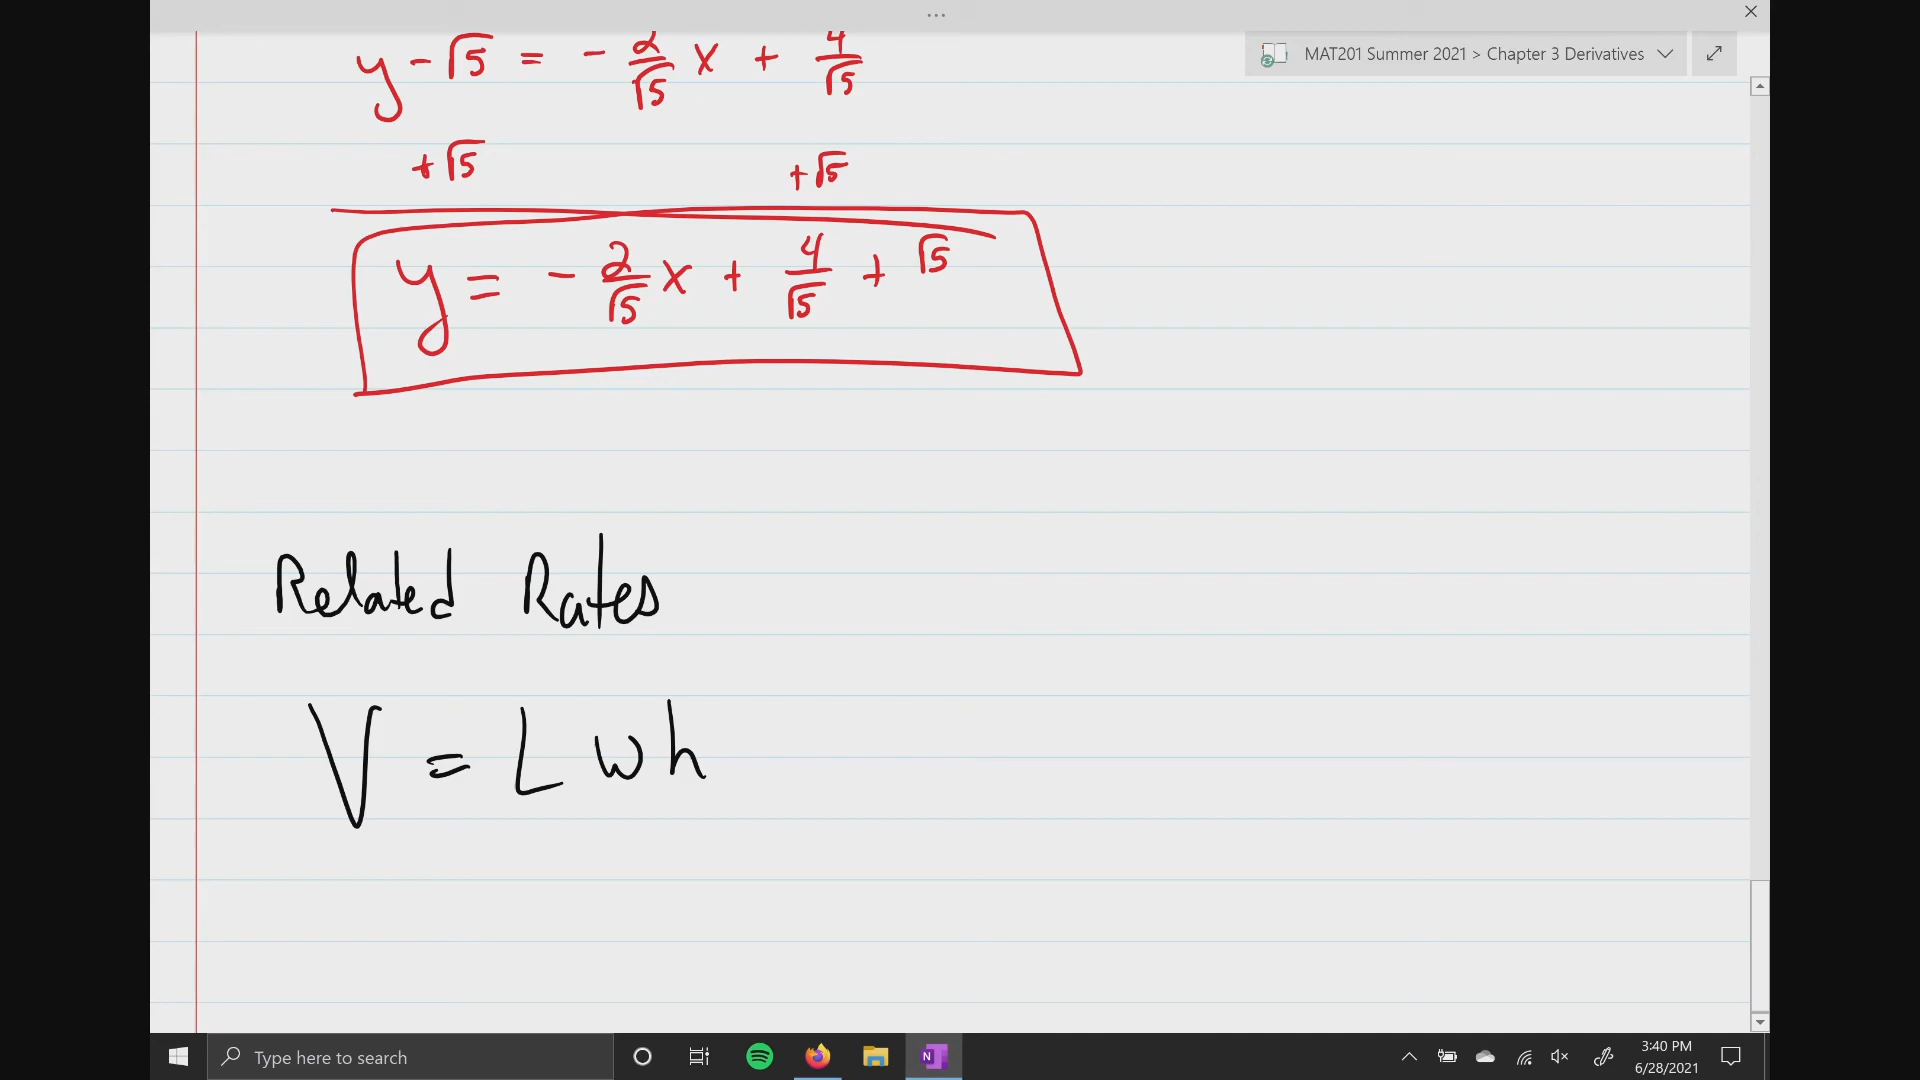 ...
MAT201 Summer 2021 > Chapter 3 Derivatives
y - √5 = - 2/√5 x + 4/√5
+√5 +√5
y = - 2/√5 x + 4/√5 + √5
Related Rates
V = L w h
Type here to search
N
3:40 PM
6/28/2021